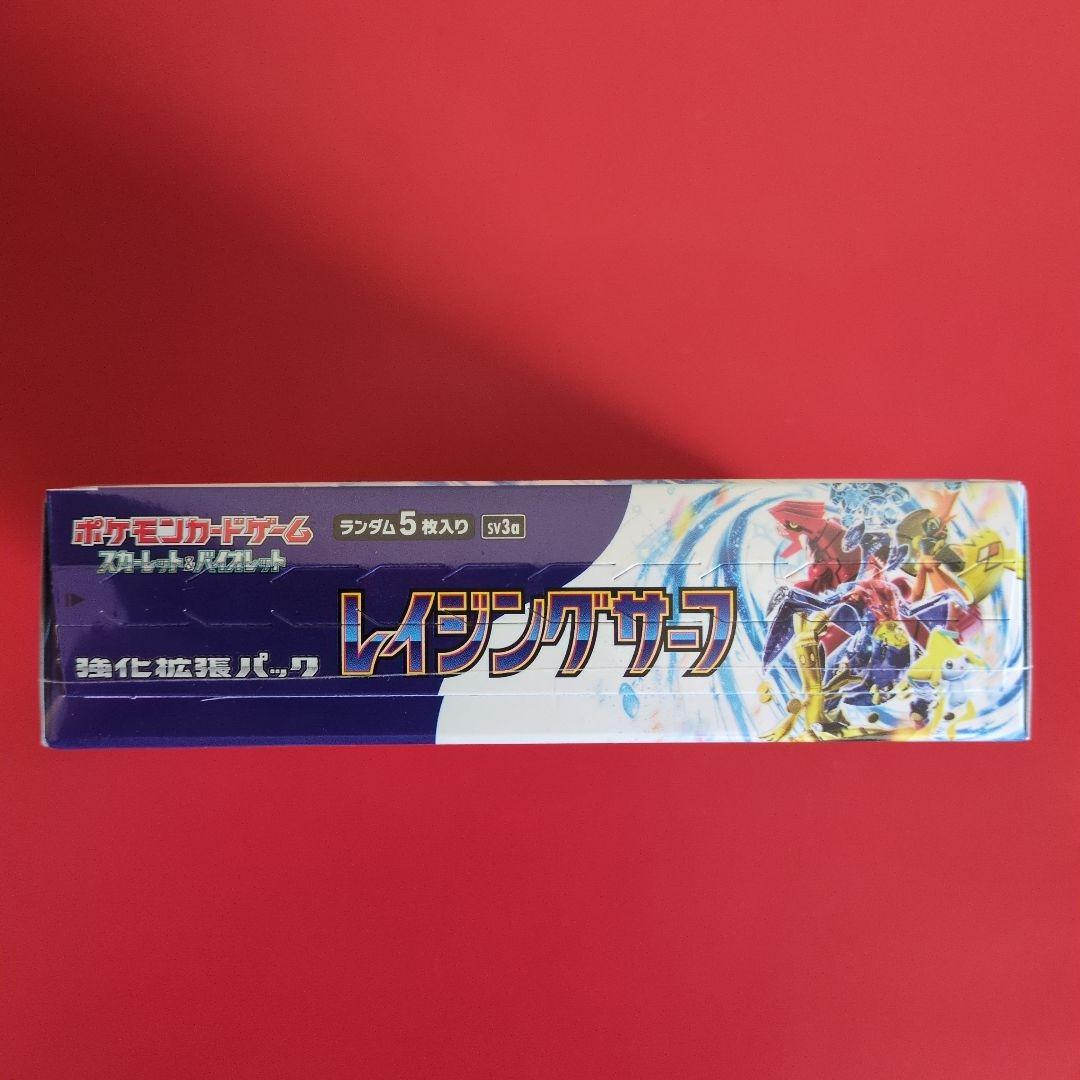 ポケモンカードゲーム
スカーレット&バイオレット
ランダム5枚入り
sv3a
強化拡張パック
レイジングサーフ